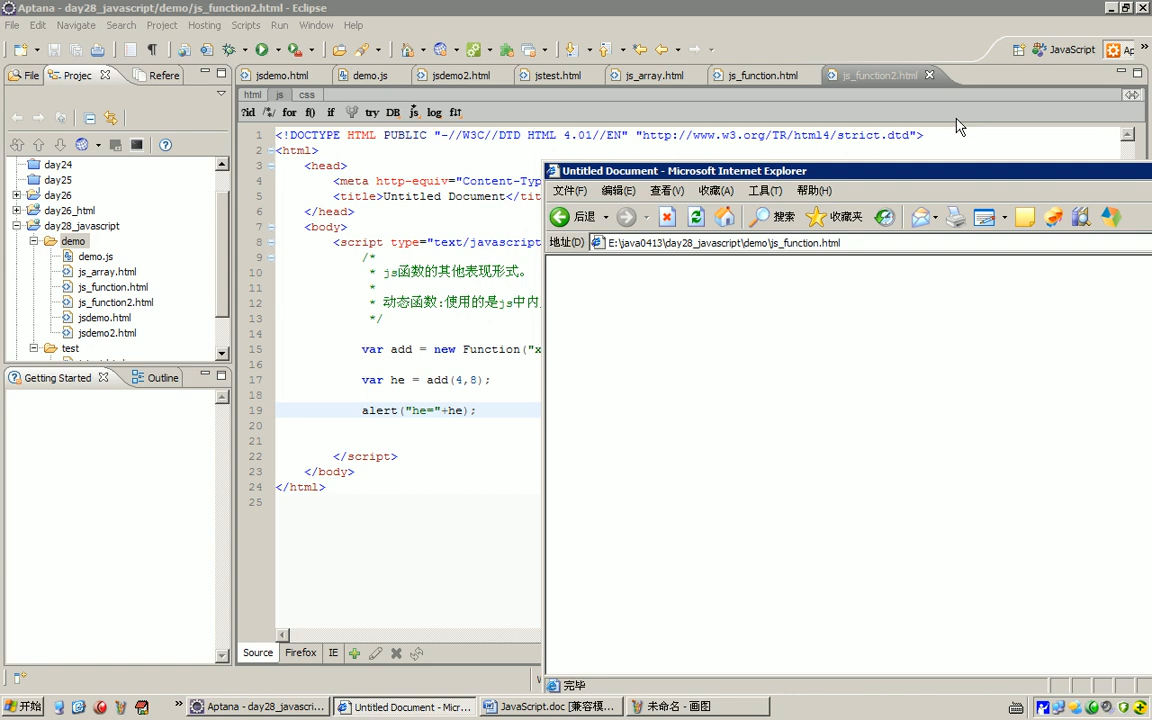 Aptana - day28_javascript/demo/js_function2.html - Eclipse
File Edit Navigate Search Project Hosting Scripts Run Window Help
JavaScript Ap
File Projec Refere
jsdemo.html demo.js jsdemo2.html jstest.html js_array.html js_function.html js_function2.html
html js css
?id /*/ for f() if try DB js log
day24
day25
day26
day26_html
day28_javascript
demo
demo.js
js_array.html
js_function.html
js_function2.html
jsdemo.html
jsdemo2.html
test
Getting Started Outline
1 <!DOCTYPE HTML PUBLIC "-//W3C//DTD HTML 4.01//EN" "http://www.w3.org/TR/html4/strict.dtd">
2 <html>
3 <head>
4 <meta http-equiv="Content-Typ
5 <title>Untitled Document</tit
6 </head>
7 <body>
8 <script type="text/javascript
9 /*
10 * js函数的其他表现形式。
11 *
12 * 动态函数:使用的是js中内
13 */
14
15 var add = new Function("x
16
17 var he = add(4,8);
18
19 alert("he="+he);
20
21
22 </script>
23 </body>
24 </html>
25
Source Firefox IE
Untitled Document - Microsoft Internet Explorer
文件(F) 编辑(E) 查看(V) 收藏(A) 工具(T) 帮助(H)
后退 搜索 收藏夹
地址(D) E:\java0413\day28_javascript\demo\js_function.html
完毕
开始 » Aptana - day28_javascri... Untitled Document - Micr... JavaScript.doc [兼容模... 未命名 - 画图